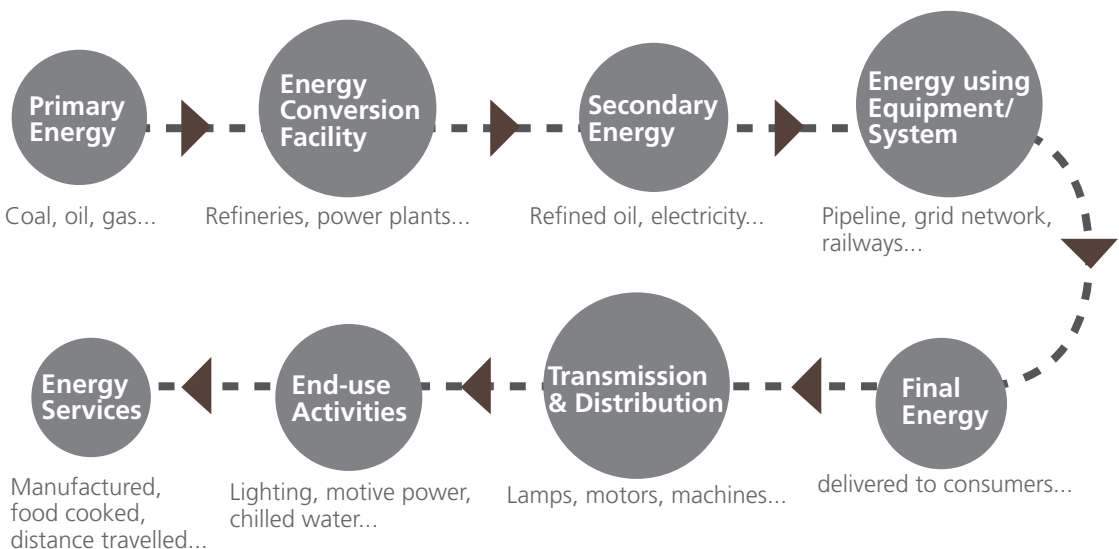 Primary
Energy
Coal, oil, gas...
Energy
Conversion
Facility
Refineries, power plants...
Secondary
Energy
Refined oil, electricity...
Energy using
Equipment/
System
Pipeline, grid network,
railways...
Final
Energy
delivered to consumers...
Transmission
& Distribution
Lamps, motors, machines...
End-use
Activities
Lighting, motive power,
chilled water...
Energy
Services
Manufactured,
food cooked,
distance travelled...